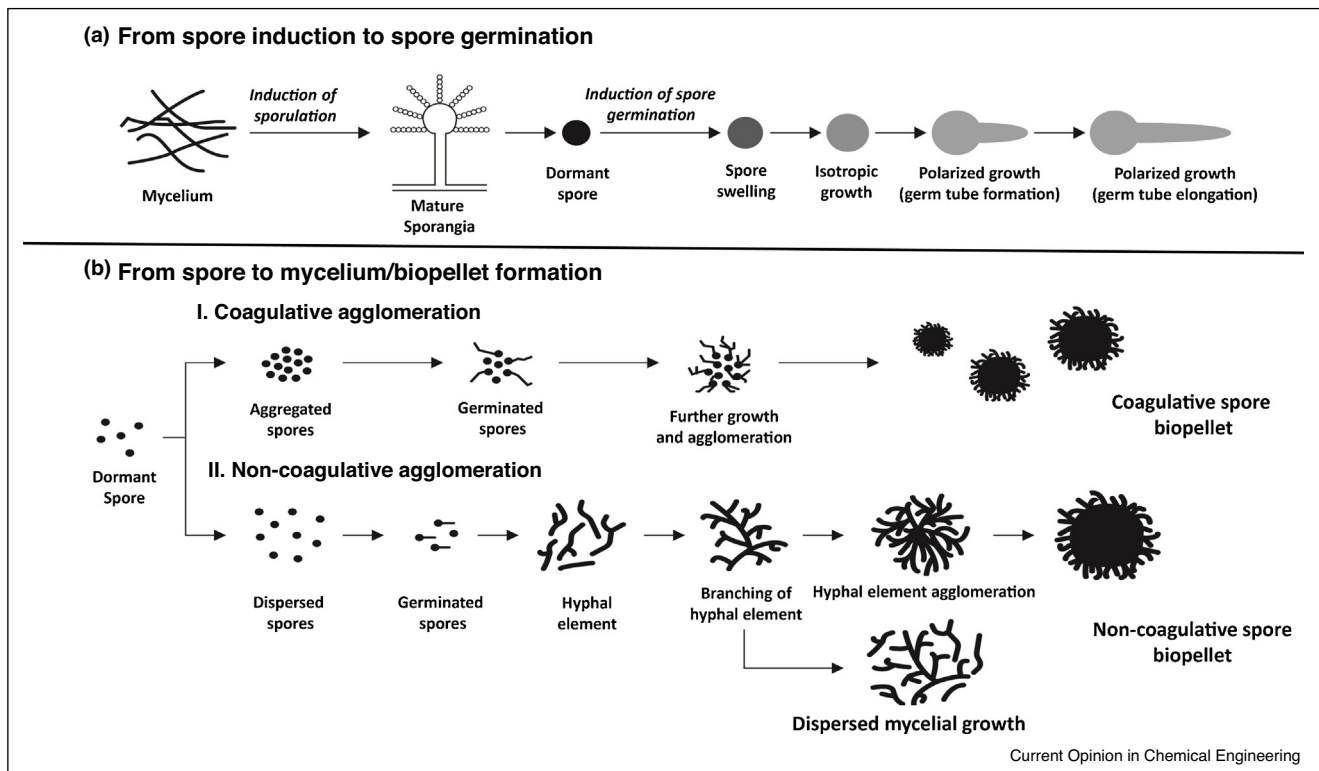 (a) From spore induction to spore germination
Induction of
sporulation
Induction of spore
germination
Mycelium
Mature
Sporangia
Dormant
spore
Spore
swelling
Isotropic
growth
Polarized growth
(germ tube formation)
Polarized growth
(germ tube elongation)
(b) From spore to mycelium/biopellet formation
I. Coagulative agglomeration
Aggregated
spores
Germinated
spores
Further growth
and agglomeration
Coagulative spore
biopellet
Dormant
Spore
II. Non-coagulative agglomeration
Dispersed
spores
Germinated
spores
Hyphal
element
Branching of
hyphal element
Hyphal element agglomeration
Non-coagulative spore
biopellet
Dispersed mycelial growth
Current Opinion in Chemical Engineering